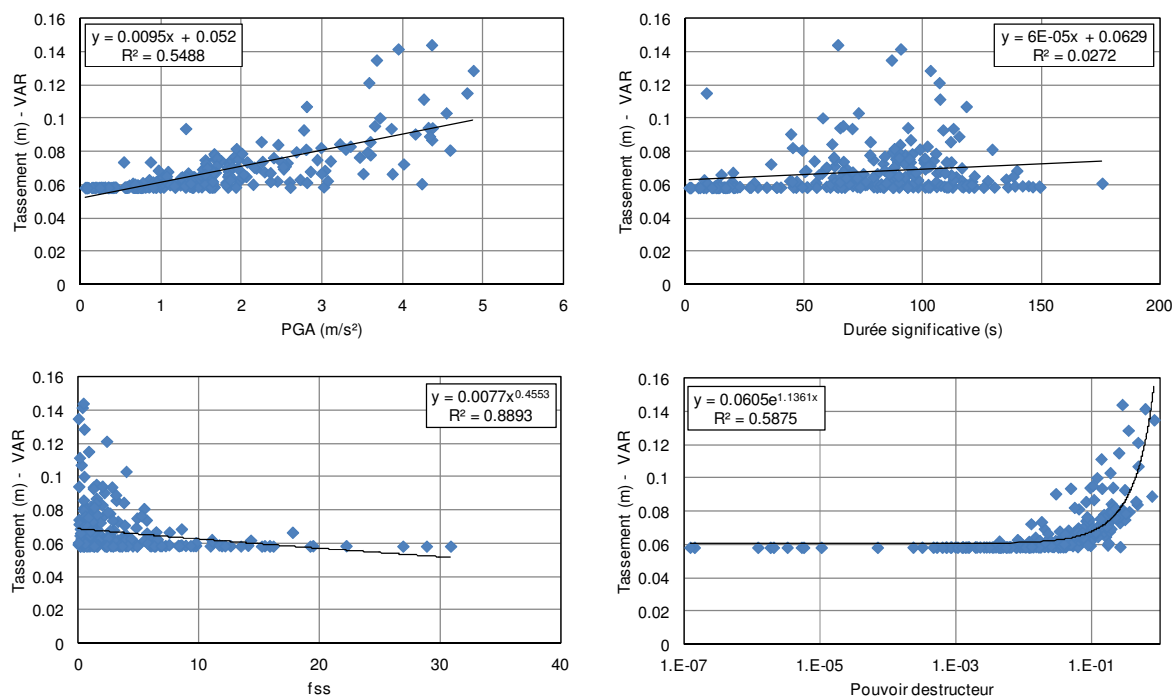 0.16
0.14
0.12
0.1
0.08
0.06
0.04
0.02
0
Tassement (m) - VAR
y = 0.0095x + 0.052
R² = 0.5488
0 1 2 3 4 5 6
PGA (m/s²)
0.16
0.14
0.12
0.1
0.08
0.06
0.04
0.02
0
Tassement (m) - VAR
y = 6E-05x + 0.0629
R² = 0.0272
0 50 100 150 200
Durée significative (s)
0.16
0.14
0.12
0.1
0.08
0.06
0.04
0.02
0
Tassement (m) - VAR
y = 0.0077x^0.4553
R² = 0.8893
0 10 20 30 40
fss
0.16
0.14
0.12
0.1
0.08
0.06
0.04
0.02
0
Tassement (m) - VAR
y = 0.0605e^1.1361x
R² = 0.5875
1.E-07 1.E-05 1.E-03 1.E-01
Pouvoir destructeur